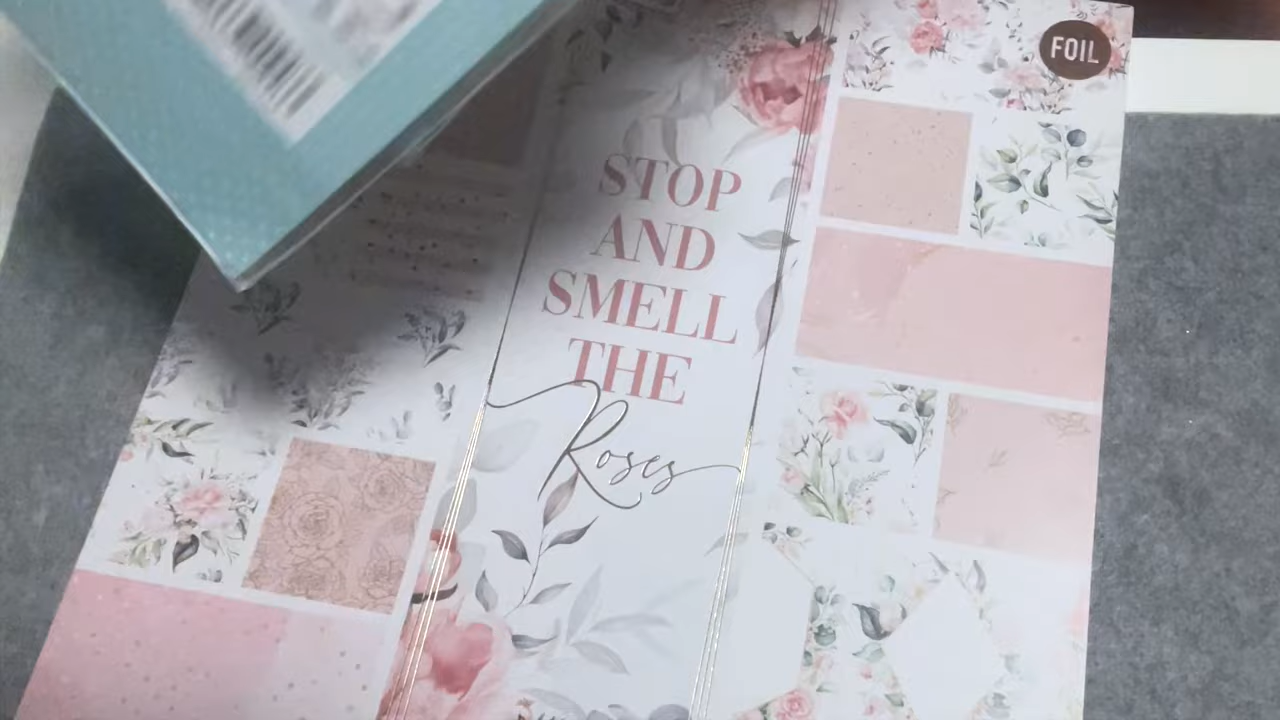 FOIL
STOP
AND
SMELL
THE
Roses